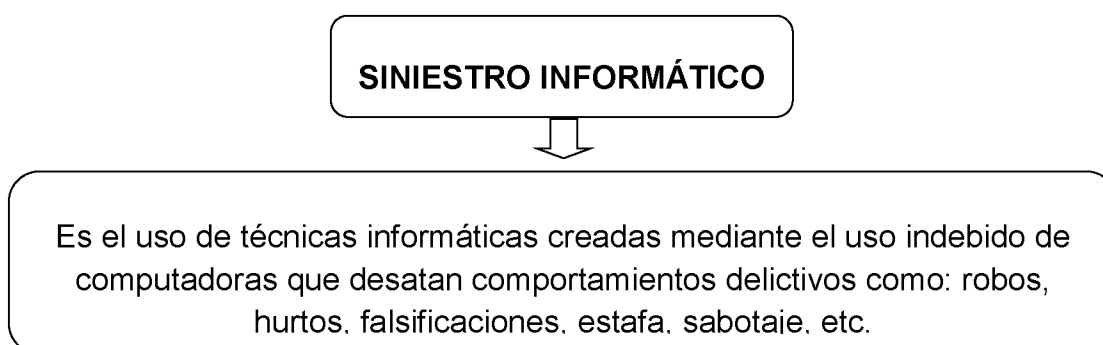 SINIESTRO INFORMÁTICO
Es el uso de técnicas informáticas creadas mediante el uso indebido de
computadoras que desatan comportamientos delictivos como: robos,
hurtos, falsificaciones, estafa, sabotaje, etc.